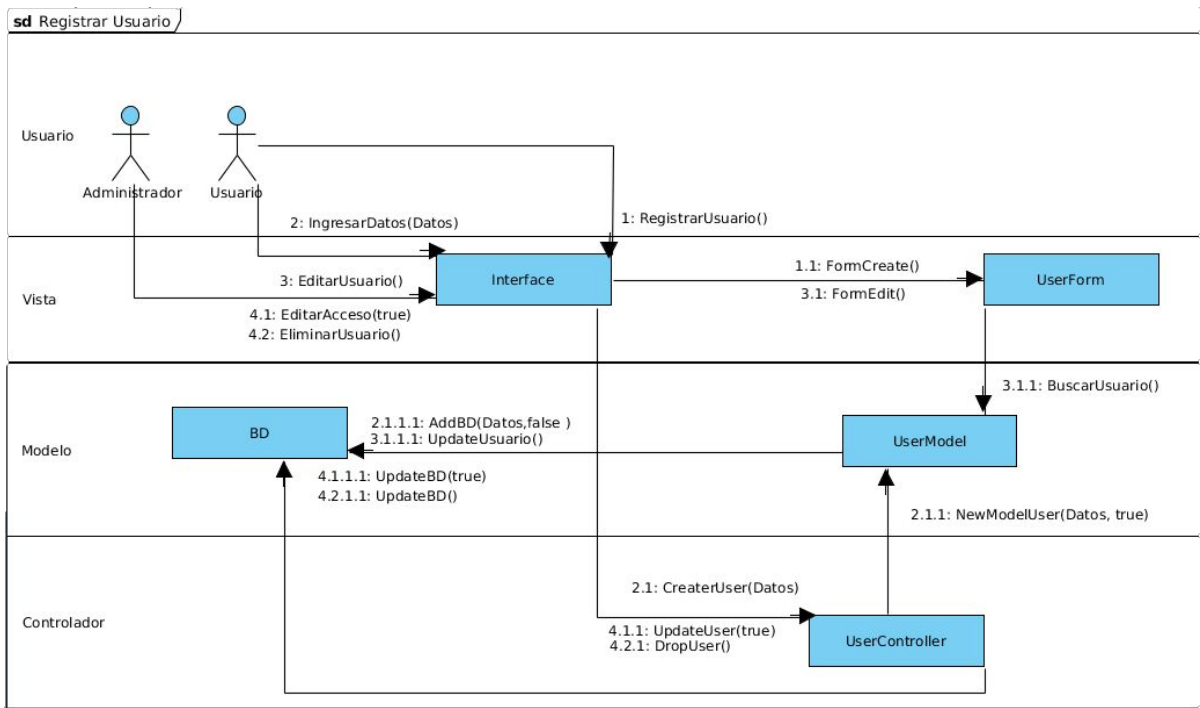 sd Registrar Usuario
Usuario
Administrador
Usuario
2: IngresarDatos(Datos)
1: RegistrarUsuario()
Vista
3: EditarUsuario()
4.1: EditarAcceso(true)
4.2: EliminarUsuario()
Interface
1.1: FormCreate()
3.1: FormEdit()
UserForm
3.1.1: BuscarUsuario()
Modelo
BD
2.1.1.1: AddBD(Datos,false )
3.1.1.1: UpdateUsuario()
4.1.1.1: UpdateBD(true)
4.2.1.1: UpdateBD()
UserModel
2.1.1: NewModelUser(Datos, true)
Controlador
2.1: CreaterUser(Datos)
4.1.1: UpdateUser(true)
4.2.1: DropUser()
UserController